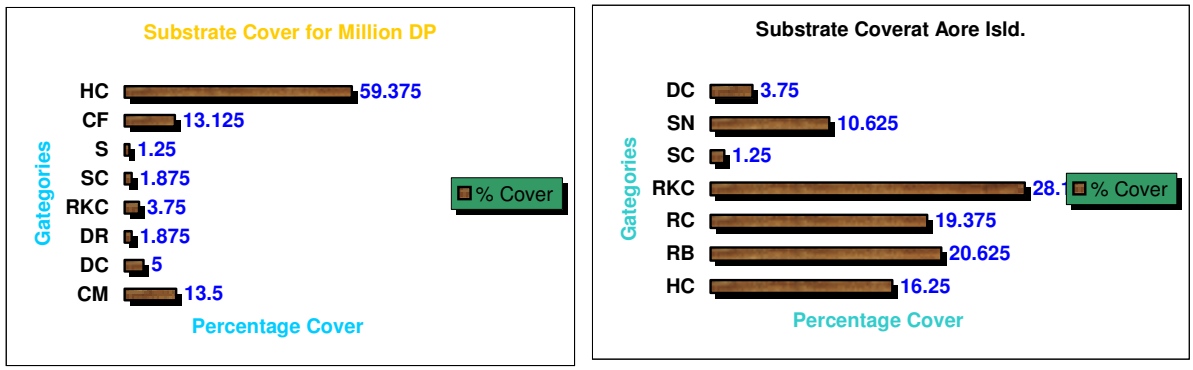 Substrate Cover for Million DP
HC 59.375
CF 13.125
S 1.25
SC 1.875
RKC 3.75
DR 1.875
DC 5
CM 13.5
Gategories
Percentage Cover
% Cover
Substrate Coverat Aore Isld.
DC 3.75
SN 10.625
SC 1.25
RKC
RC 19.375
RB 20.625
HC 16.25
Gategories
Percentage Cover
% Cover